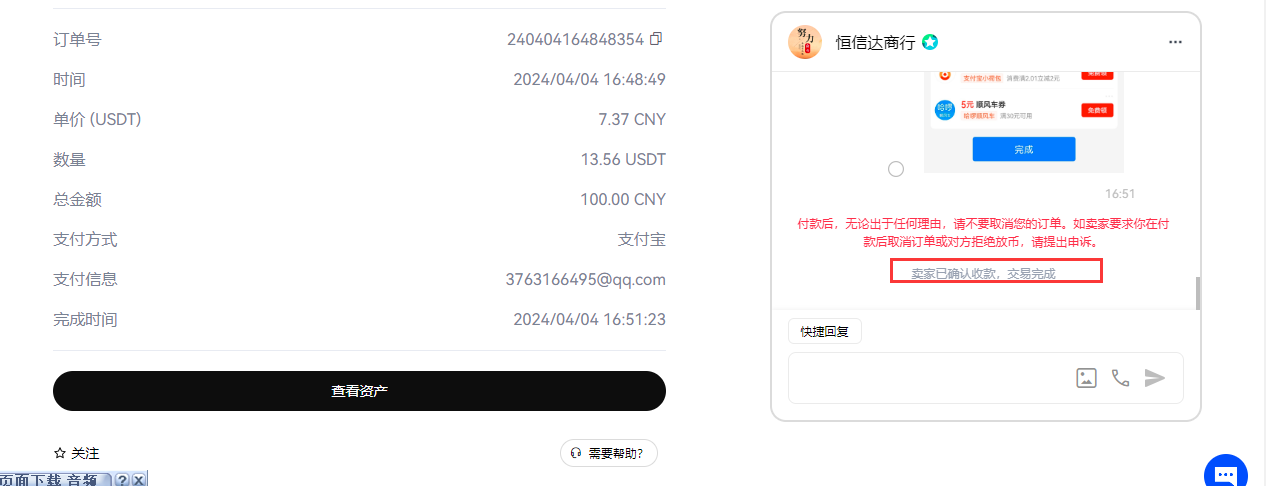 订单号
240404164848354
时间
2024/04/04 16:48:49
单价 (USDT)
7.37 CNY
数量
13.56 USDT
总金额
100.00 CNY
支付方式
支付宝
支付信息
3763166495@qq.com
完成时间
2024/04/04 16:51:23
查看资产
关注
需要帮助?
页面下载 音频
努力
恒信达商行
支付宝小荷包 消费满2.01立减2元
免费领
5元 顺风车券
哈啰顺风车 满30元可用
免费领
完成
16:51
付款后，无论出于任何理由，请不要取消您的订单。如卖家要求你在付
款后取消订单或对方拒绝放币，请提出申诉。
卖家已确认收款，交易完成
快捷回复